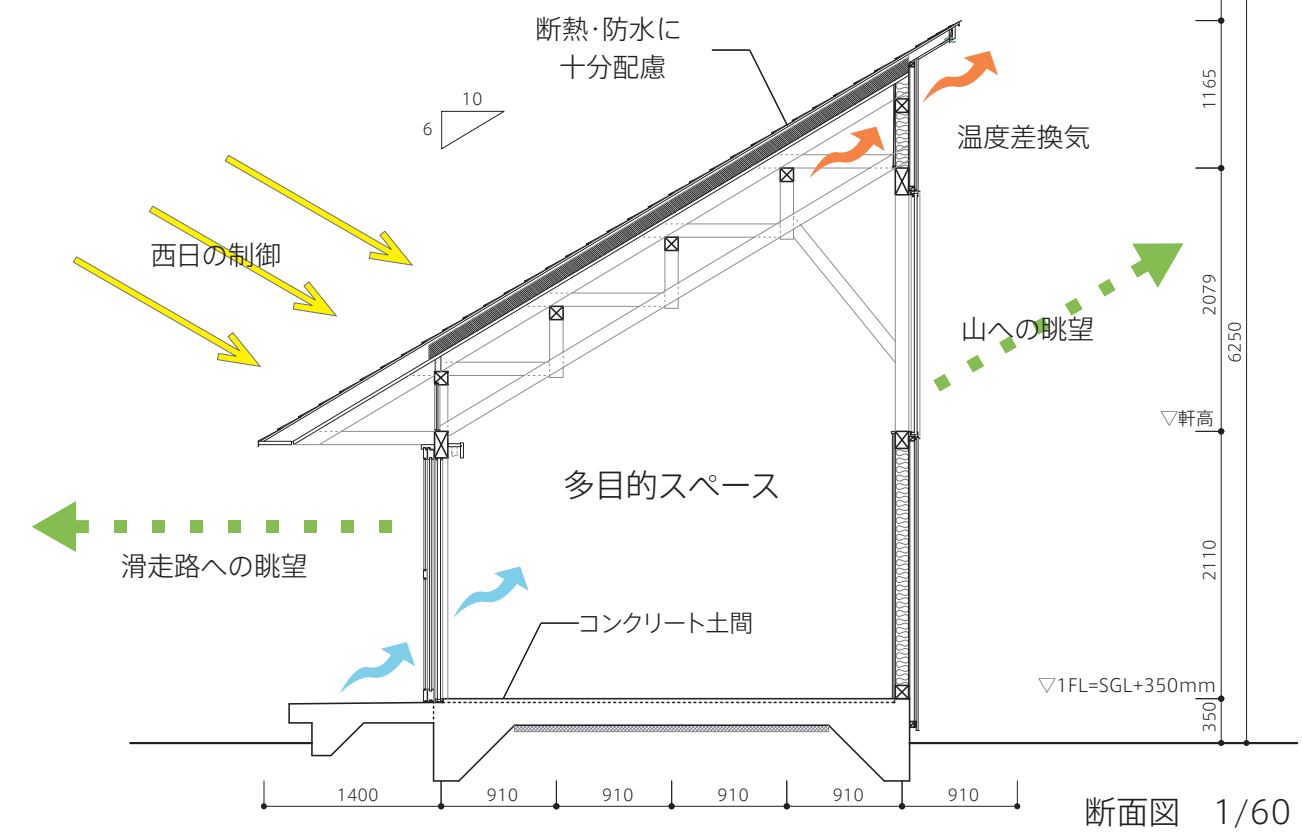 断熱・防水に
十分配慮
10
6
1165
温度差換気
西日の制御
2079
山への眺望
6250
▽軒高
多目的スペース
滑走路への眺望
2110
コンクリート土間
▽1FL=SGL+350mm
350
1400
910
910
910
910
910
断面図 1/60